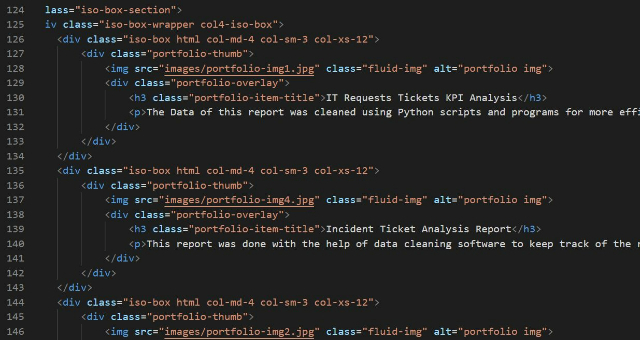 124 lass="iso-box-section">
125 iv class="iso-box-wrapper col4-iso-box">
126 <div class="iso-box html col-md-4 col-sm-3 col-xs-12">
127 <div class="portfolio-thumb">
128 <img src="images/portfolio-img1.jpg" class="fluid-img" alt="portfolio img">
129 <div class="portfolio-overlay">
130 <h3 class="portfolio-item-title">IT Requests Tickets KPI Analysis</h3>
131 <p>The Data of this report was cleaned using Python scripts and programs for more effi
132 </div>
133 </div>
134 </div>
135 <div class="iso-box html col-md-4 col-sm-3 col-xs-12">
136 <div class="portfolio-thumb">
137 <img src="images/portfolio-img4.jpg" class="fluid-img" alt="portfolio img">
138 <div class="portfolio-overlay">
139 <h3 class="portfolio-item-title">Incident Ticket Analysis Report</h3>
140 <p>This report was done with the help of data cleaning software to keep track of the r
141 </div>
142 </div>
143 </div>
144 <div class="iso-box html col-md-4 col-sm-3 col-xs-12">
145 <div class="portfolio-thumb">
146 <img src="images/portfolio-img2.jpg" class="fluid-img" alt="portfolio img">